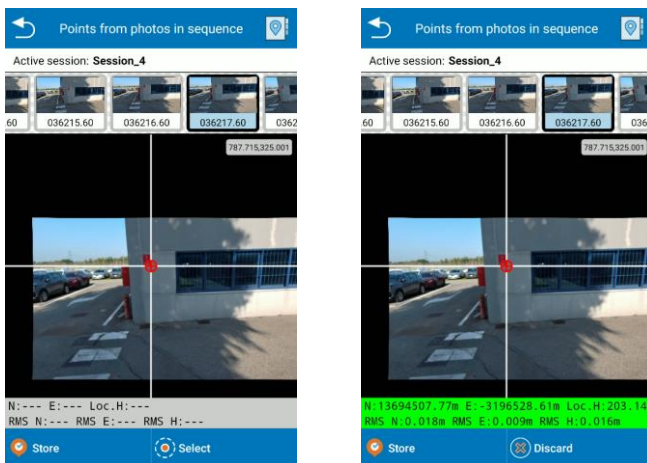 Points from photos in sequence
Active session: Session_4
.60 036215.60 036216.60 036217.60 0362
787.715,325.001
N:--- E:--- Loc.H:---
RMS N:--- RMS E:--- RMS H:---
Store Select
Points from photos in sequence
Active session: Session_4
60 036215.60 036216.60 036217.60 036
787.715,325.001
N:13694507.77m E:-3196528.61m Loc.H:203.14
RMS N:0.018m RMS E:0.009m RMS H:0.016m
Store Discard